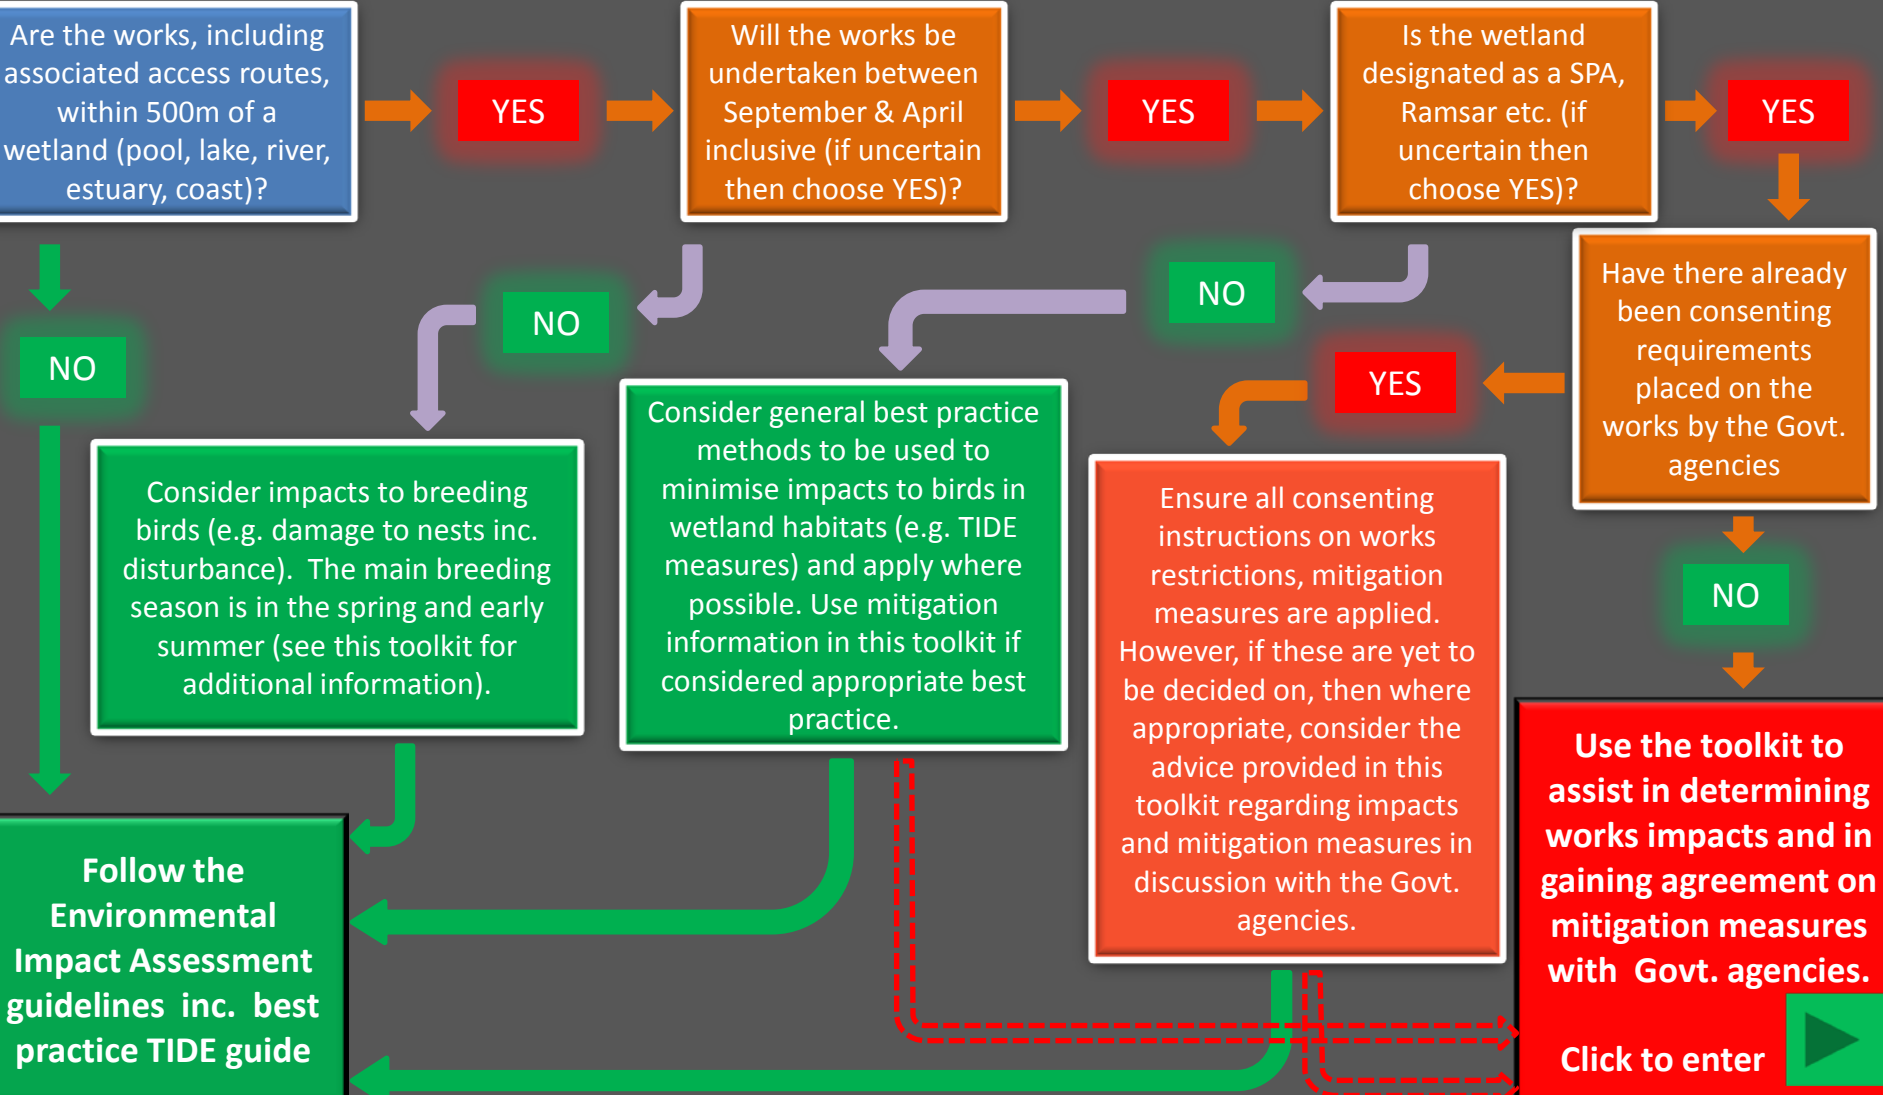 Are the works, including
associated access routes,
within 500m of a
wetland (pool, lake, river,
estuary, coast)?
YES
Will the works be
undertaken between
September & April
inclusive (if uncertain
then choose YES)?
YES
Is the wetland
designated as a SPA,
Ramsar etc. (if
uncertain then
choose YES)?
YES
NO
NO
NO
Have there already
been consenting
requirements
placed on the
works by the Govt.
agencies
YES
NO
Consider impacts to breeding
birds (e.g. damage to nests inc.
disturbance).  The main breeding
season is in the spring and early
summer (see this toolkit for
additional information).
Consider general best practice
methods to be used to
minimise impacts to birds in
wetland habitats (e.g. TIDE
measures) and apply where
possible. Use mitigation
information in this toolkit if
considered appropriate best
practice.
Ensure all consenting
instructions on works
restrictions, mitigation
measures are applied.
However, if these are yet to
be decided on, then where
appropriate, consider the
advice provided in this
toolkit regarding impacts
and mitigation measures in
discussion with the Govt.
agencies.
Follow the
Environmental
Impact Assessment
guidelines  inc.  best
practice TIDE guide
Use the toolkit to
assist in determining
works impacts and in
gaining agreement on
mitigation measures
with  Govt. agencies.
Click to enter